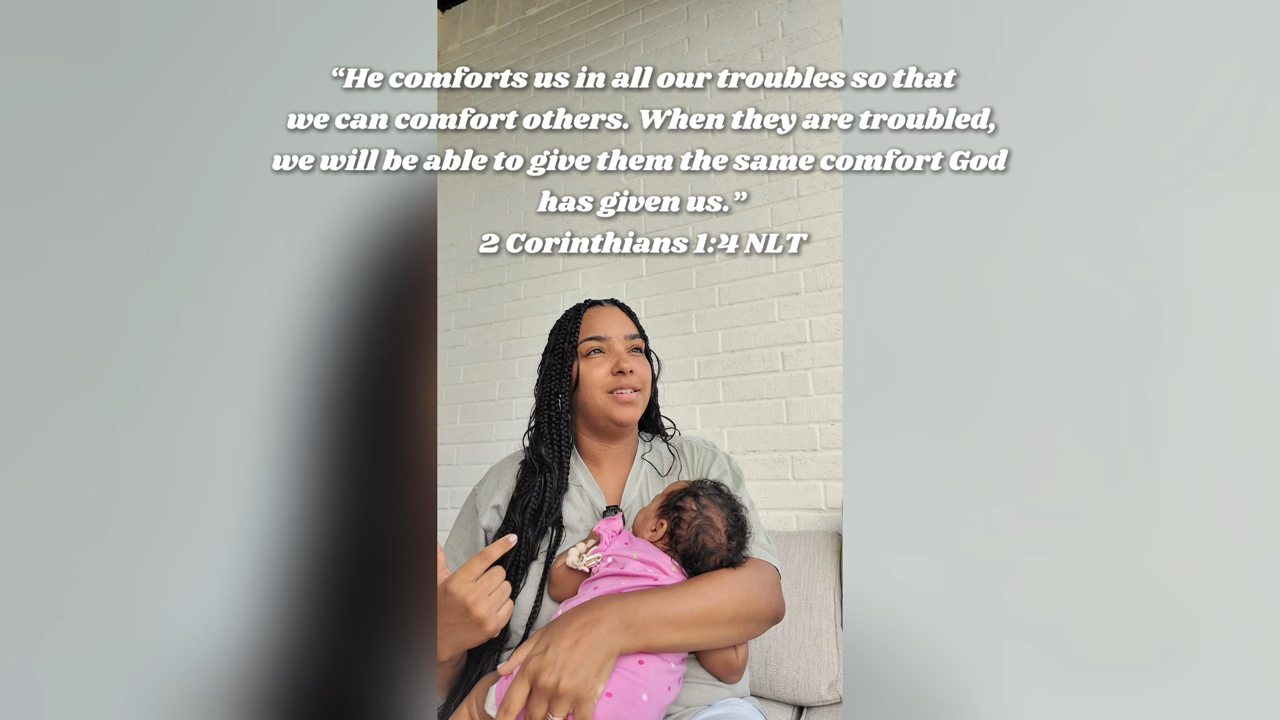 “He comforts us in all our troubles so that
we can comfort others. When they are troubled,
we will be able to give them the same comfort God
has given us.”
2 Corinthians 1:4 NLT